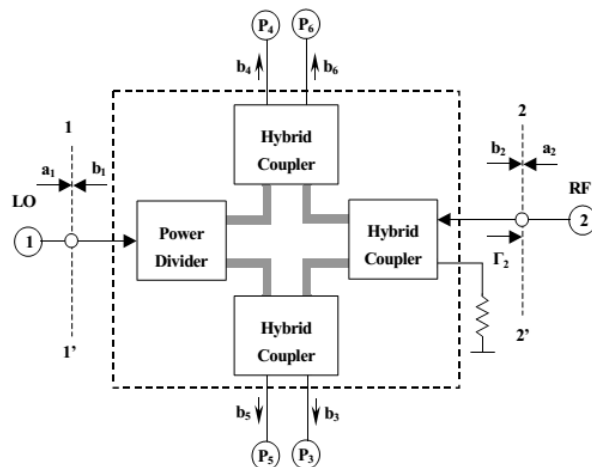 P4 P6
b4 b6
1
2
Hybrid
Coupler
a1 b1
b2 a2
LO
RF
1
Power
Divider
Hybrid
Coupler
2
Γ2
Hybrid
Coupler
1'
2'
b5 b3
P5 P3